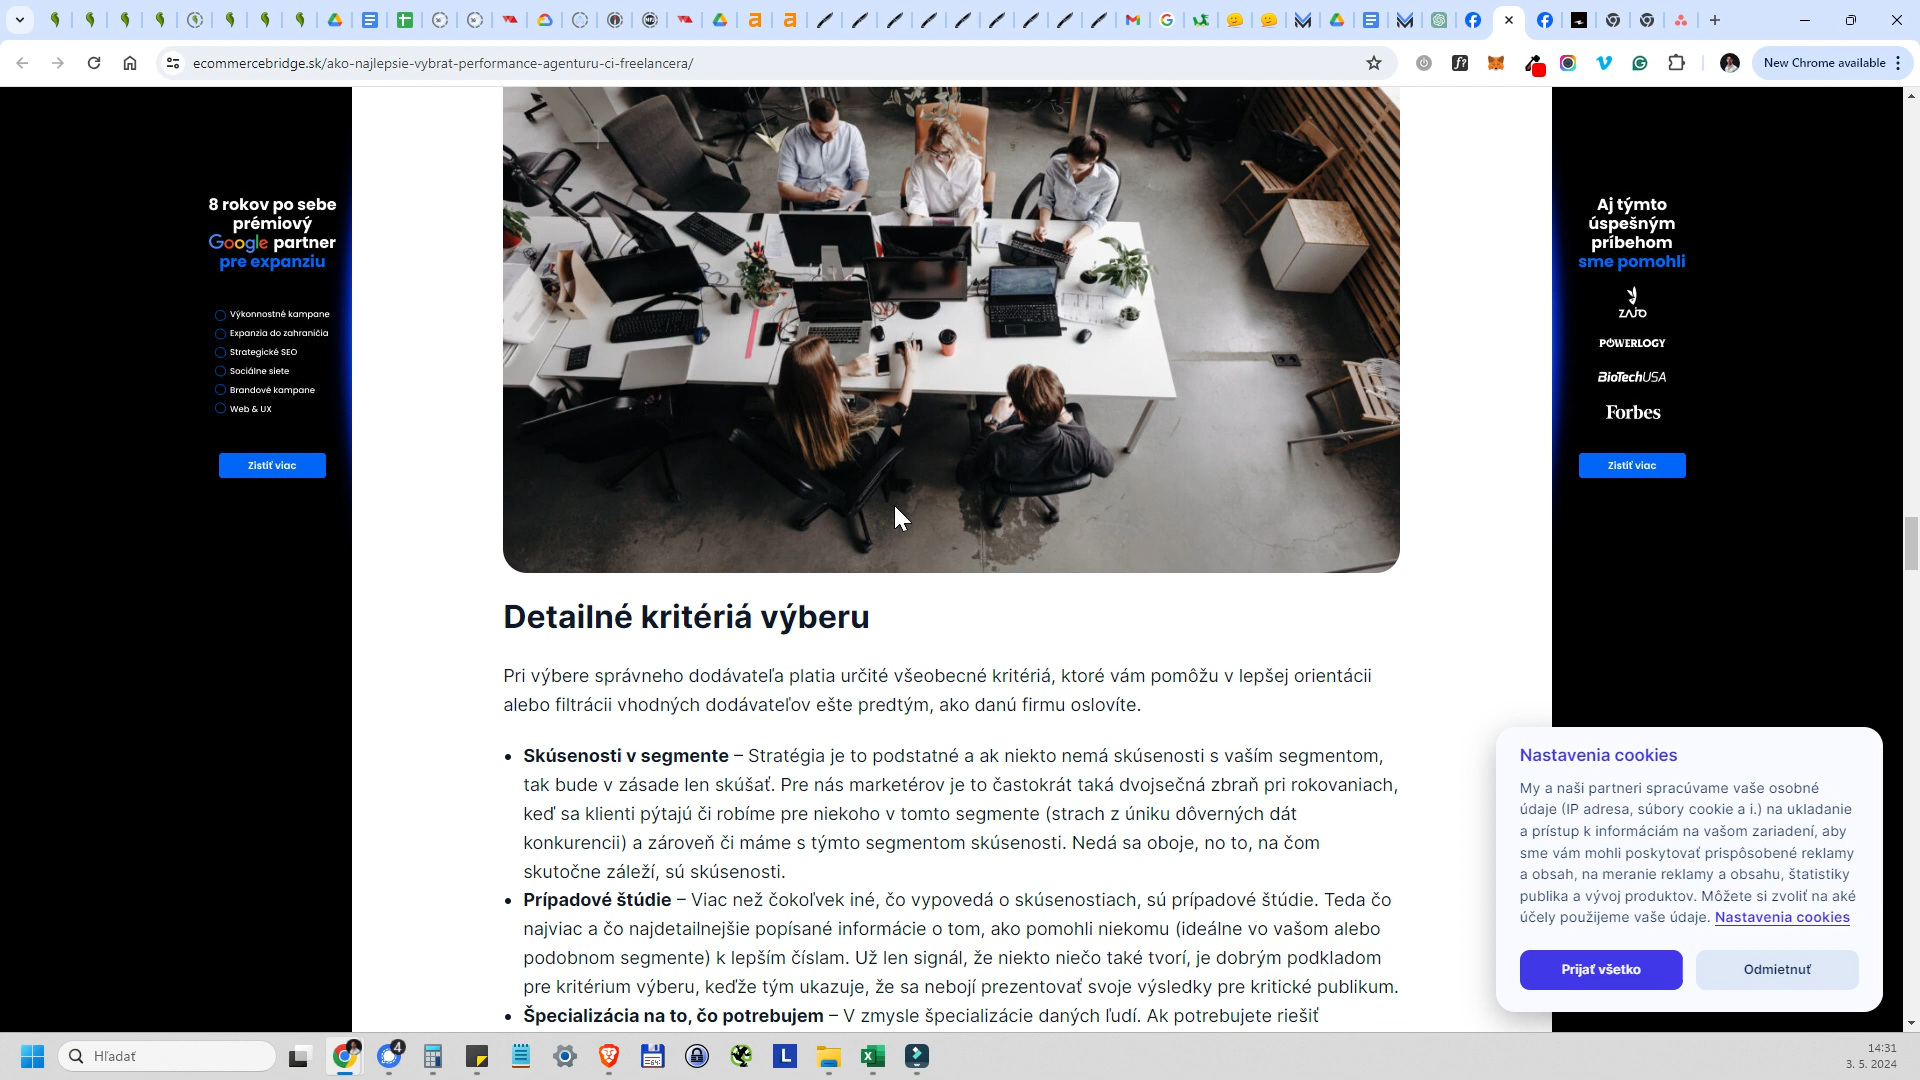 ecommercebridge.sk/ako-najlepsie-vybrat-performance-agenturu-ci-freelancera/
New Chrome available
8 rokov po sebe
prémiový
Google partner
pre expanziu
Výkonnostné kampane
Expanzia do zahraničia
Strategické SEO
Sociálne siete
Brandové kampane
Web & UX
Zistiť viac
Aj týmto
úspešným
príbehom
sme pomohli
ZAJO
POWERLOGY
BioTechUSA
Forbes
Zistiť viac
Detailné kritériá výberu
Pri výbere správneho dodávateľa platia určité všeobecné kritériá, ktoré vám pomôžu v lepšej orientácii
alebo filtrácii vhodných dodávateľov ešte predtým, ako danú firmu oslovíte.
• Skúsenosti v segmente – Stratégia je to podstatné a ak niekto nemá skúsenosti s vaším segmentom,
tak bude v zásade len skúšať. Pre nás marketérov je to častokrát taká dvojsečná zbraň pri rokovaniach,
keď sa klienti pýtajú či robíme pre niekoho v tomto segmente (strach z úniku dôverných dát
konkurencii) a zároveň či máme s týmto segmentom skúsenosti. Nedá sa oboje, no to, na čom
skutočne záleží, sú skúsenosti.
• Prípadové štúdie – Viac než čokoľvek iné, čo vypovedá o skúsenostiach, sú prípadové štúdie. Teda čo
najviac a čo najdetailnejšie popísané informácie o tom, ako pomohli niekomu (ideálne vo vašom alebo
podobnom segmente) k lepším číslam. Už len signál, že niekto niečo také tvorí, je dobrým podkladom
pre kritérium výberu, keďže tým ukazuje, že sa nebojí prezentovať svoje výsledky pre kritické publikum.
• Špecializácia na to, čo potrebujem – V zmysle špecializácie daných ľudí. Ak potrebujete riešiť
Nastavenia cookies
My a naši partneri spracúvame vaše osobné
údaje (IP adresa, súbory cookie a i.) na ukladanie
a prístup k informáciám na vašom zariadení, aby
sme vám mohli poskytovať prispôsobené reklamy
a obsah, na meranie reklamy a obsahu, štatistiky
publika a vývoj produktov. Môžete si zvoliť na aké
účely použijeme vaše údaje. Nastavenia cookies
Prijať všetko
Odmietnuť
Hľadať
4
L
14:31
3. 5. 2024